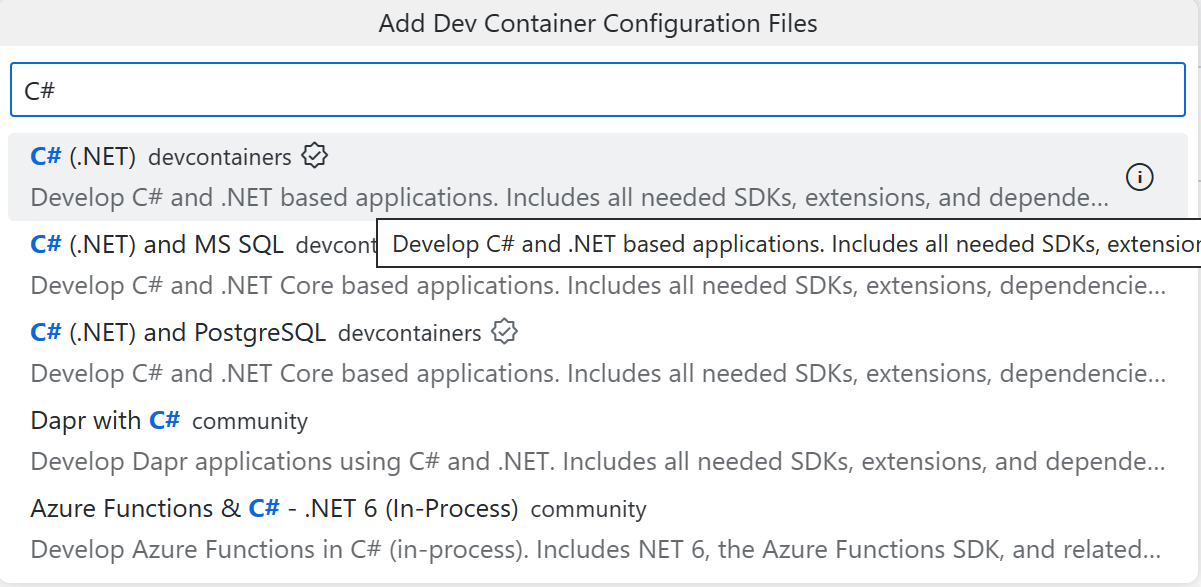 Add Dev Container Configuration Files
C#
C# (.NET) devcontainers
Develop C# and .NET based applications. Includes all needed SDKs, extensions, and depende...
C# (.NET) and MS SQL devcont
Develop C# and .NET based applications. Includes all needed SDKs, extension
Develop C# and .NET Core based applications. Includes all needed SDKs, extensions, dependencie...
C# (.NET) and PostgreSQL devcontainers
Develop C# and .NET Core based applications. Includes all needed SDKs, extensions, dependencie...
Dapr with C# community
Develop Dapr applications using C# and .NET. Includes all needed SDKs, extensions, and depende...
Azure Functions & C# - .NET 6 (In-Process) community
Develop Azure Functions in C# (in-process). Includes NET 6, the Azure Functions SDK, and related...